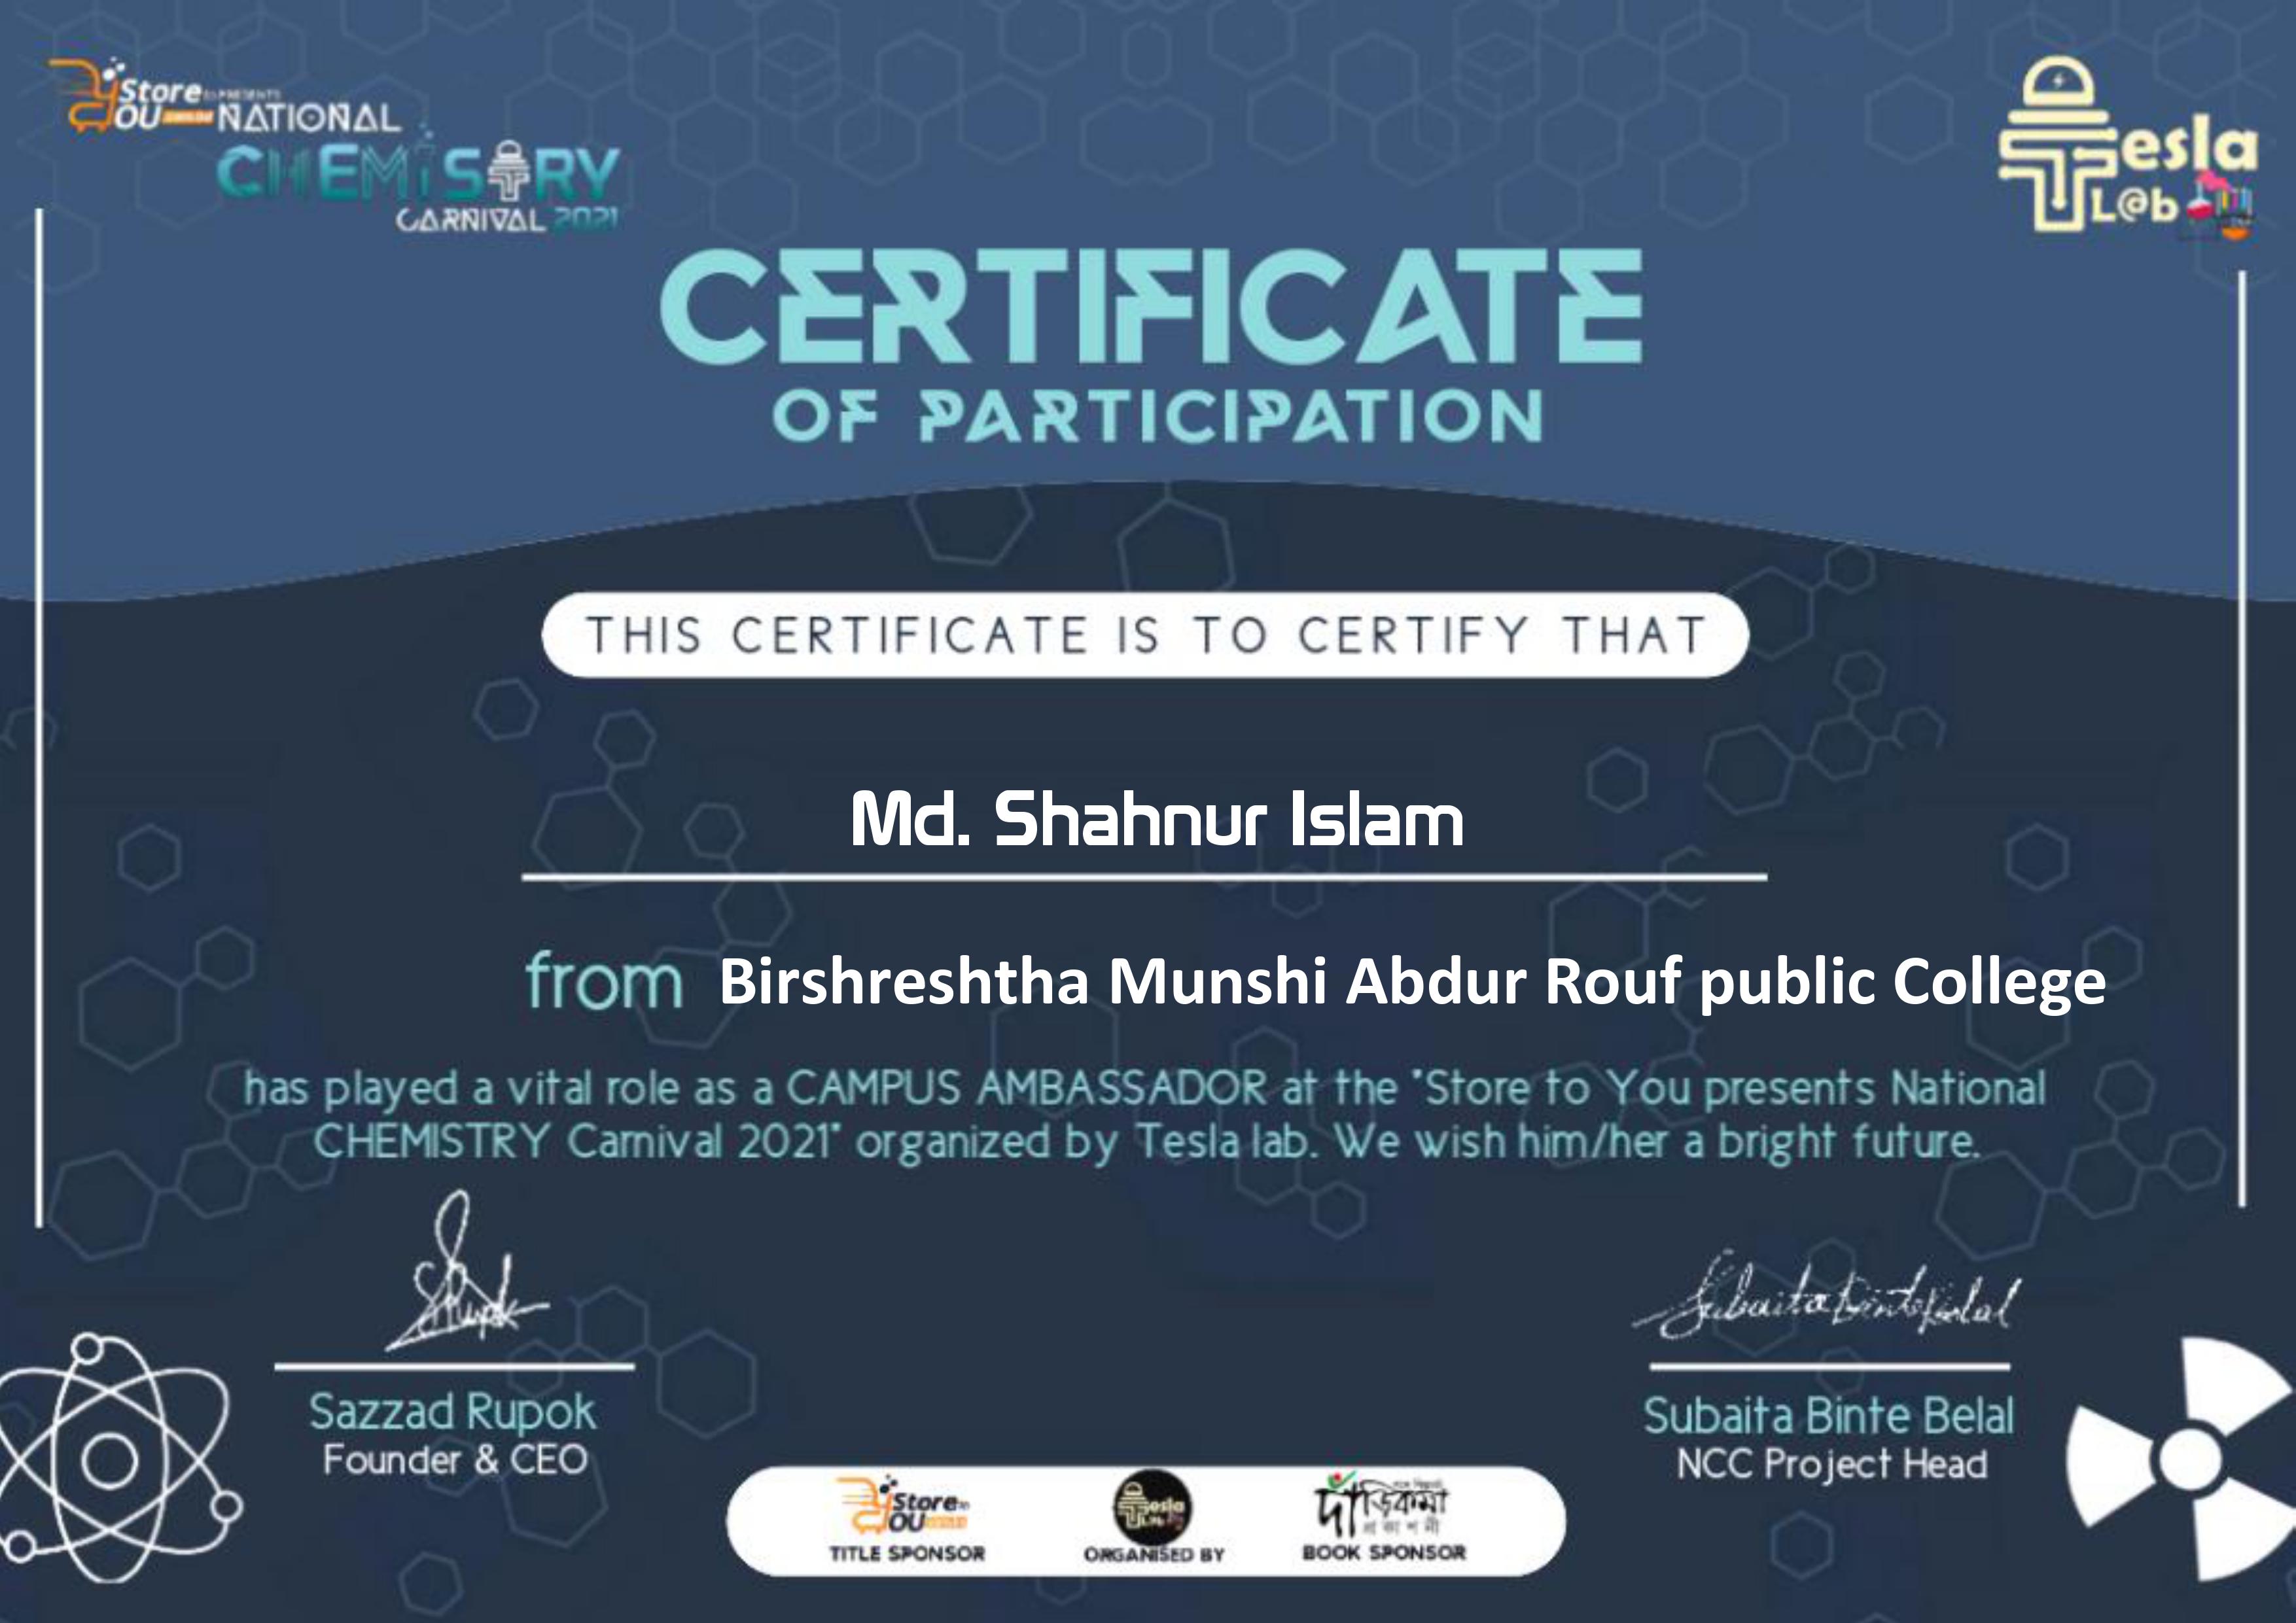 Store to PRESENTS
YOU NATIONAL
CHEMISTRY
CARNIVAL 2021
Tesla
L@b
CERTIFICATE
OF PARTICIPATION
THIS CERTIFICATE IS TO CERTIFY THAT
Md. Shahnur Islam
from Birshreshtha Munshi Abdur Rouf public College
has played a vital role as a CAMPUS AMBASSADOR at the "Store to You presents National
CHEMISTRY Carnival 2021" organized by Tesla lab. We wish him/her a bright future.
Rupok
Subaita Binte Belal
Sazzad Rupok
Founder & CEO
Subaita Binte Belal
NCC Project Head
Store to
YOU
TITLE SPONSOR
Tesla
L@b
ORGANISED BY
দাঁড়িকমা
প্রকাশনী
BOOK SPONSOR